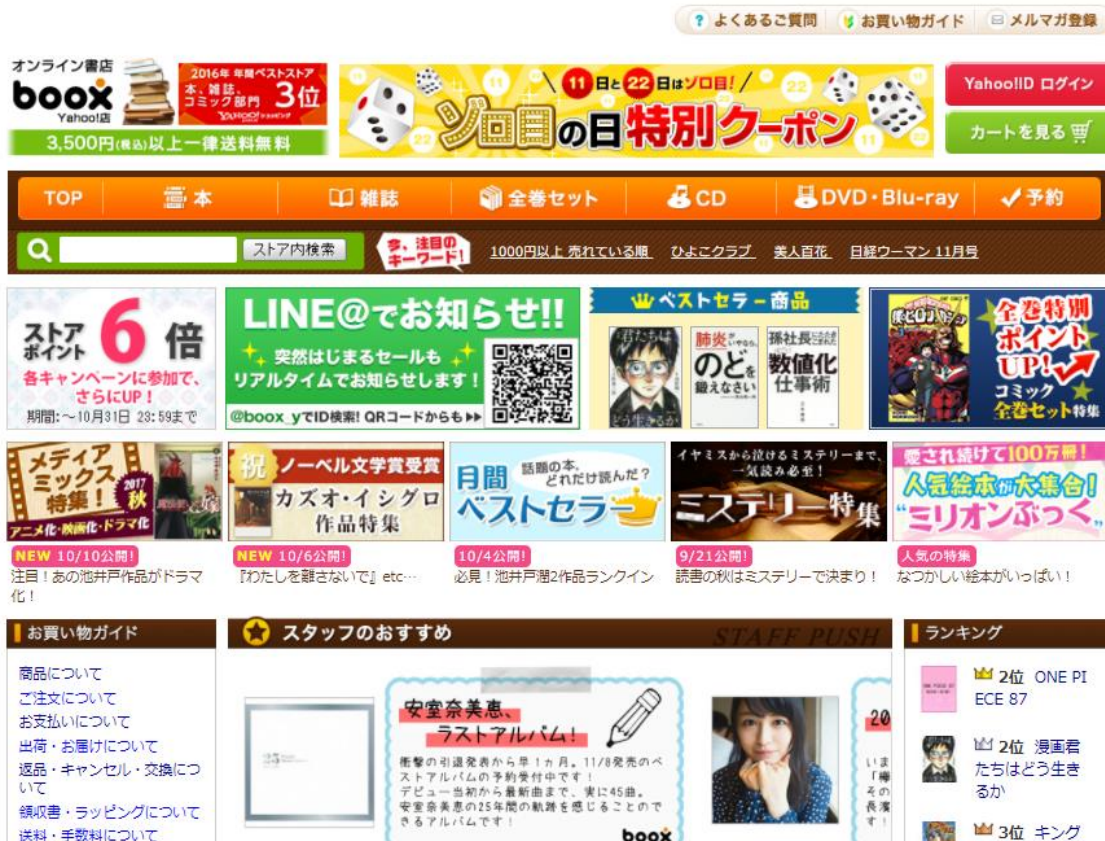 よくあるご質問
お買い物ガイド
メルマガ登録
オンライン書店
boox
Yahoo!店
2016年 年間ベストストア
本、雑誌、
コミック部門 3位
YAHOO!ショッピング
3,500円(税込)以上一律送料無料
11日と22日はゾロ目!
ゾロ目の日特別クーポン
Yahoo!ID ログイン
カートを見る
TOP
本
雑誌
全巻セット
CD
DVD・Blu-ray
予約
ストア内検索
今、注目の
キーワード!
1000円以上 売れている順
ひよこクラブ
美人百花
日経ウーマン 11月号
ストア
ポイント 6倍
各キャンペーンに参加で、
さらにUP!
期間:~10月31日 23:59まで
LINE@でお知らせ!!
突然はじまるセールも
リアルタイムでお知らせします!
@boox_yでID検索! QRコードからも▶▶
ベストセラー商品
君たちは
どう生きるか
肺炎がいやなら、
のどを
鍛えなさい
孫社長にたたきこまれた
数値化
仕事術
全巻特別
ポイント
UP!
コミック
全巻セット特集
メディア
ミックス
特集!
2017
秋
アニメ化・映画化・ドラマ化
NEW 10/10公開!
注目!あの池井戸作品がドラマ
化!
祝 ノーベル文学賞受賞
カズオ・イシグロ
作品特集
NEW 10/6公開!
『わたしを離さないで』etc…
月間
ベストセラー
話題の本、
どれだけ読んだ?
10/4公開!
必見!池井戸潤2作品ランクイン
イヤミスから泣けるミステリーまで、
一気読み必至!
ミステリー特集
9/21公開!
読書の秋はミステリーで決まり!
愛され続けて100万冊!
人気絵本が大集合!
"ミリオンぶっく"
人気の特集
なつかしい絵本がいっぱい!
お買い物ガイド
商品について
ご注文について
お支払いについて
出荷・お届けについて
返品・キャンセル・交換につ
いて
領収書・ラッピングについて
送料・手数料について
スタッフのおすすめ
STAFF PUSH
安室奈美恵、
ラストアルバム!
衝撃の引退発表から早1ヵ月。11/8発売のベ
ストアルバムの予約受付中です!
デビュー当初から最新曲まで、実に45曲。
安室奈美恵の25年間の軌跡を感じることので
きるアルバムです!
boox
20
いま
「欅
その
長濱
す!
ランキング
2位 ONE PI
ECE 87
2位 漫画君
たちはどう生き
るか
3位 キング